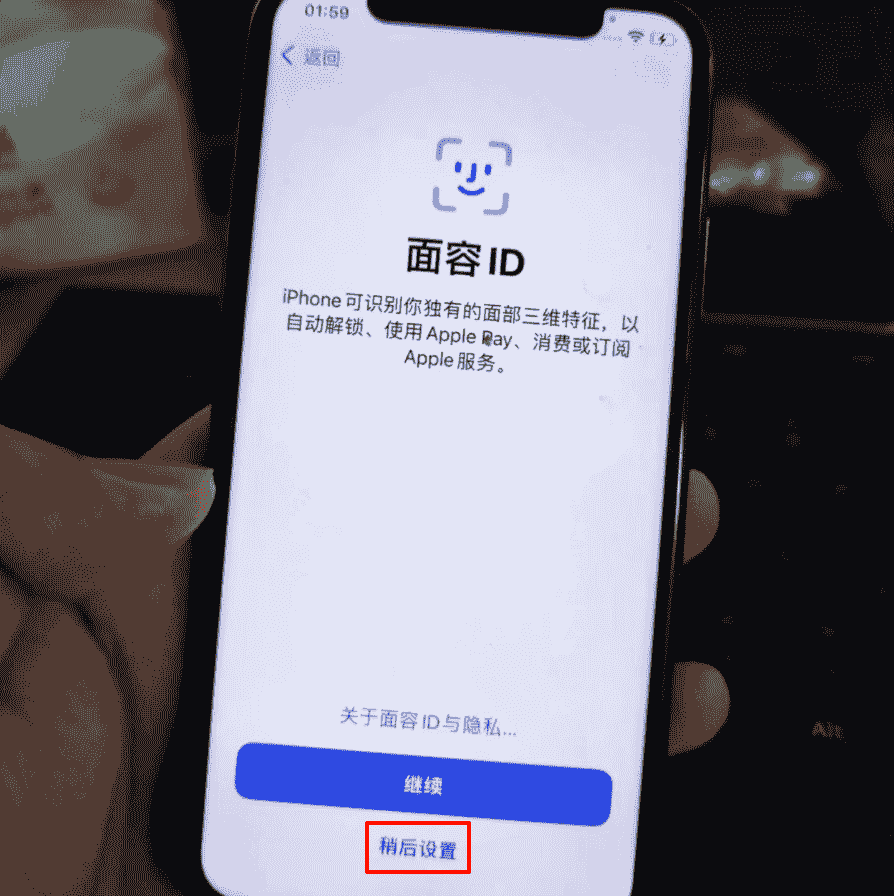 01:59
返回
面容 ID
iPhone 可识别你独有的面部三维特征，以
自动解锁、使用 Apple Pay、消费或订阅
Apple 服务。
关于面容 ID 与隐私...
继续
稍后设置
Alt